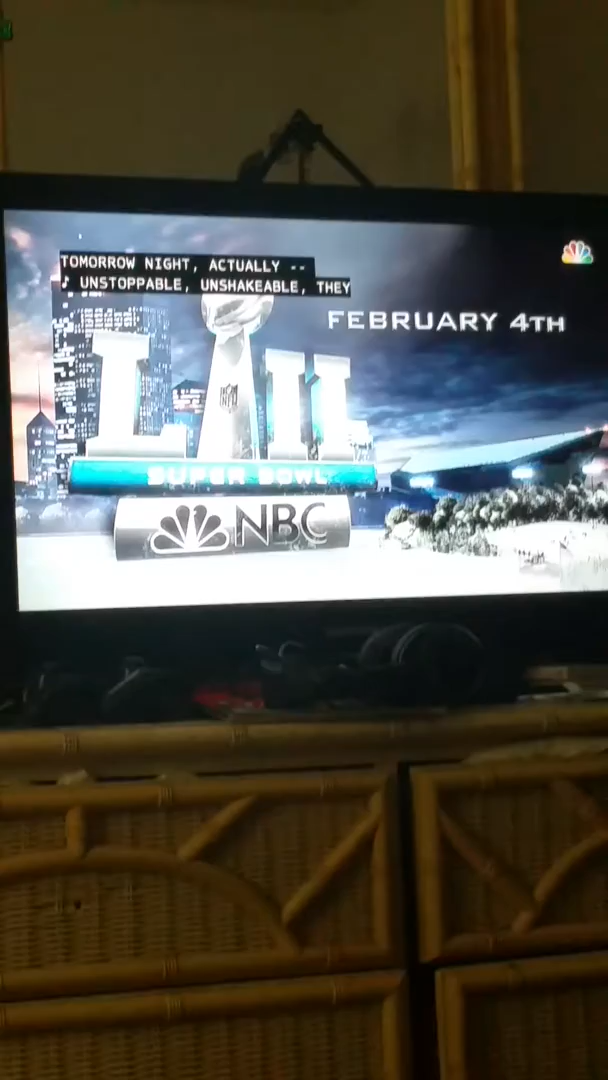 TOMORROW NIGHT, ACTUALLY --
♪ UNSTOPPABLE, UNSHAKEABLE, THEY
FEBRUARY 4TH
NFL
LII
SUPER BOWL
NBC